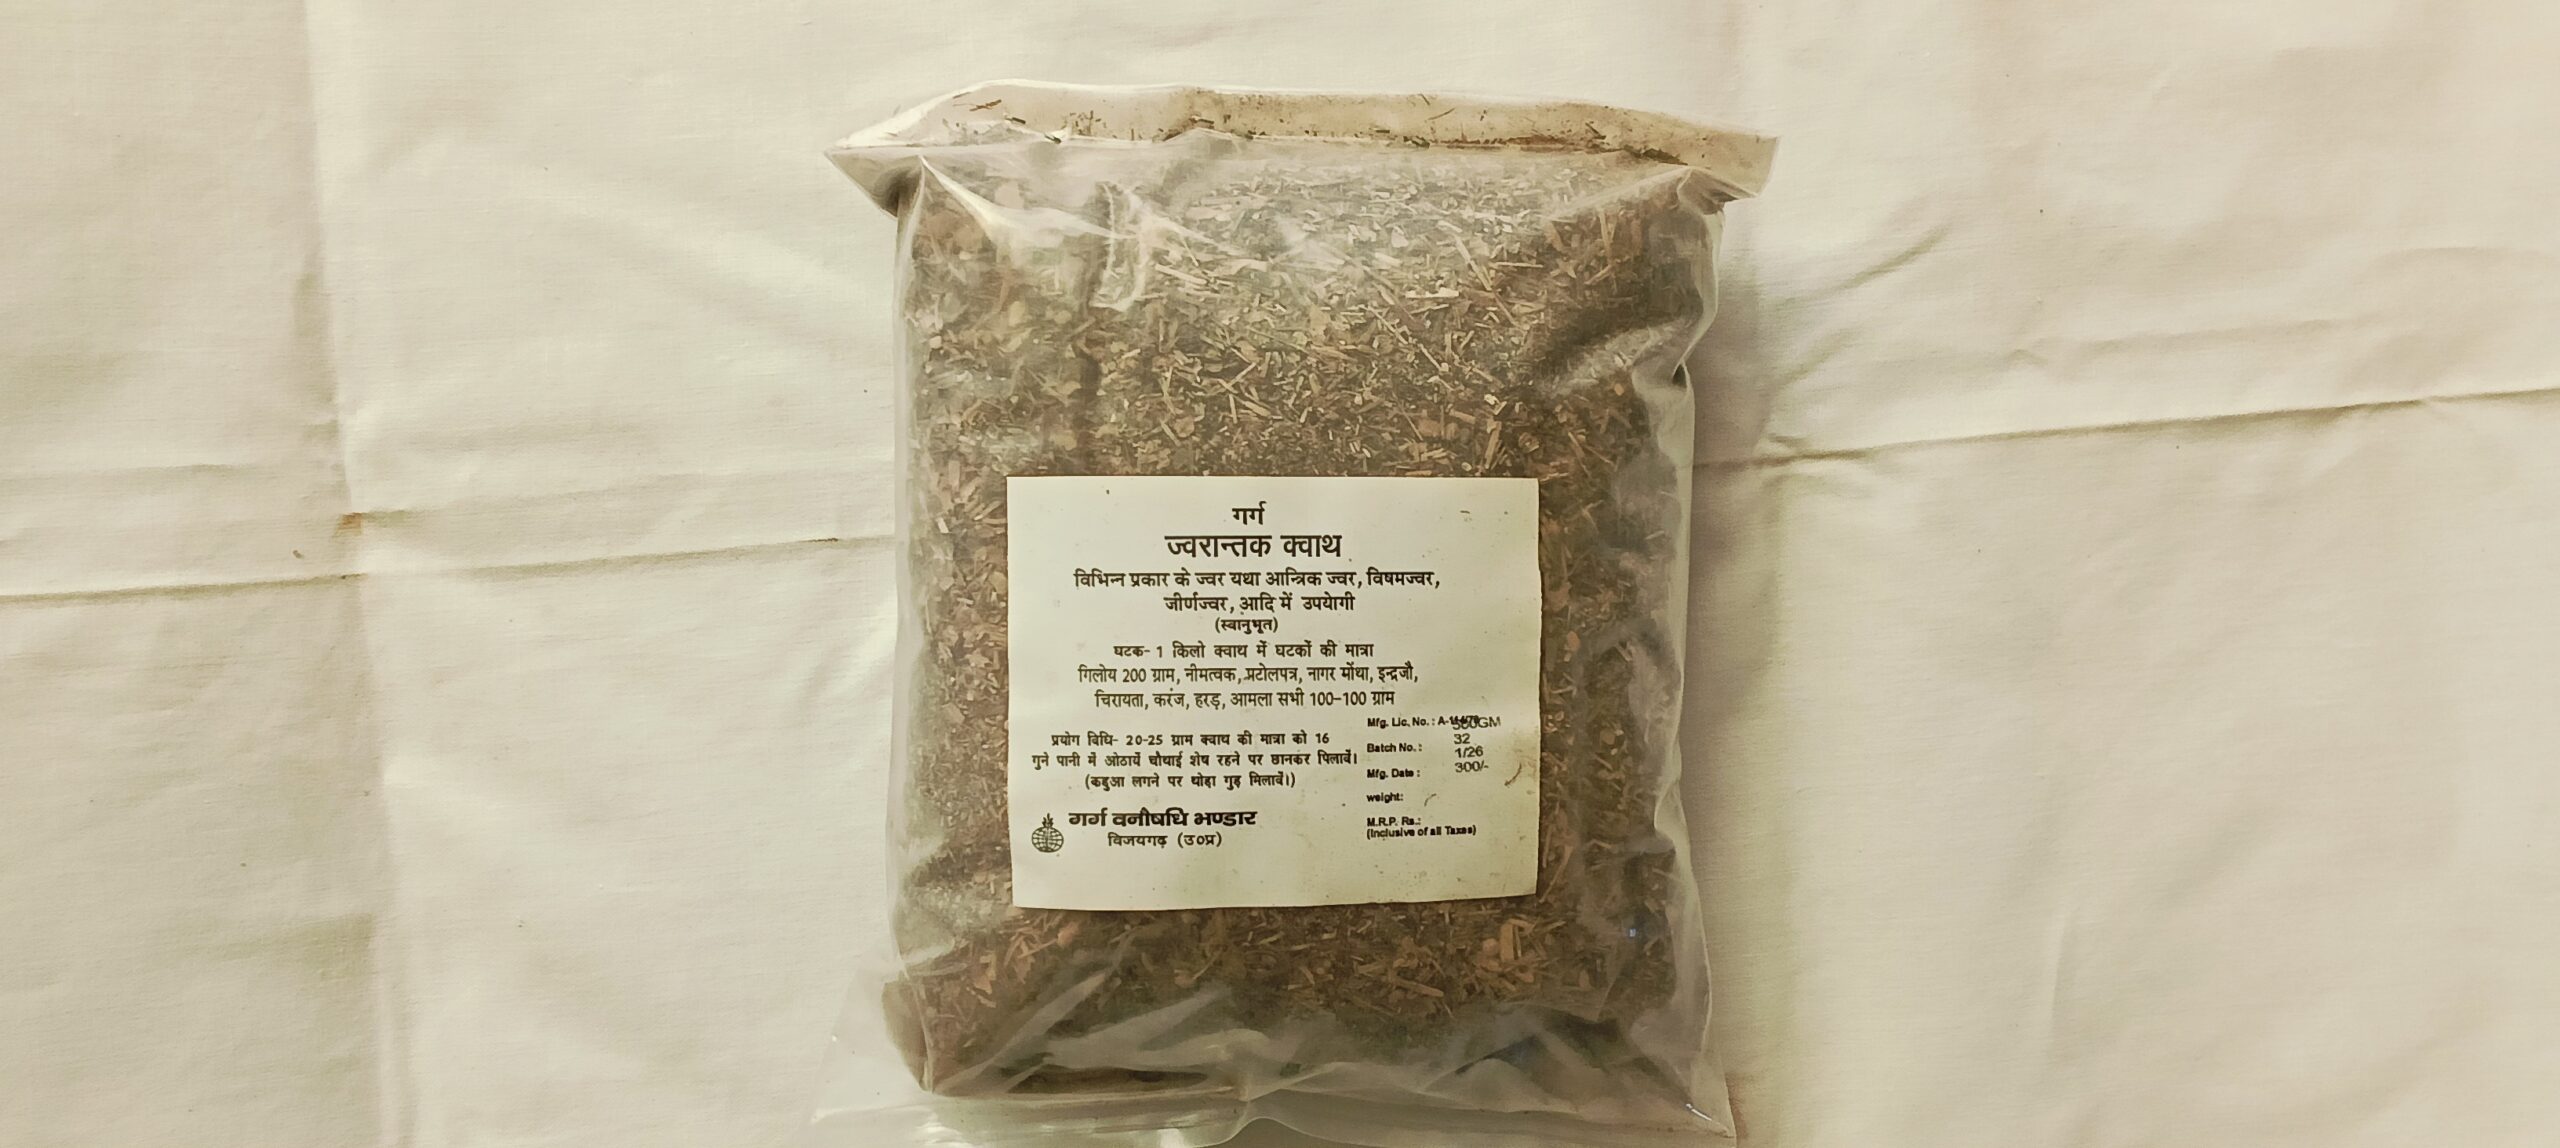 गर्ग
ज्वरान्तक क्वाथ
विभिन्न प्रकार के ज्वर यथा आन्त्रिक ज्वर, विषमज्वर,
जीर्णज्वर, आदि में उपयोगी
(स्वानुभूत)
घटक- 1 किलो क्वाथ में घटकों की मात्रा
गिलोय 200 ग्राम, नीमत्वक, प्रटोलपत्र, नागर मोंथा, इन्द्रजौ,
चिरायता, करंज, हरड़, आमला सभी 100-100 ग्राम
प्रयोग विधि- 20-25 ग्राम क्वाथ की मात्रा को 16
गुने पानी में ओठायें चौथाई शेष रहने पर छानकर पिलावें।
(कडुआ लगने पर थोड़ा गुड़ मिलावें।)
गर्ग वनौषधि भण्डार
विजयगढ़ (उ०प्र)
Mfg. Lic. No. : 500GM
Batch No. : 32
1/26
Mfg. Date : 300/-
weight:
M.R.P. Rs.:
(Inclusive of all Taxes)